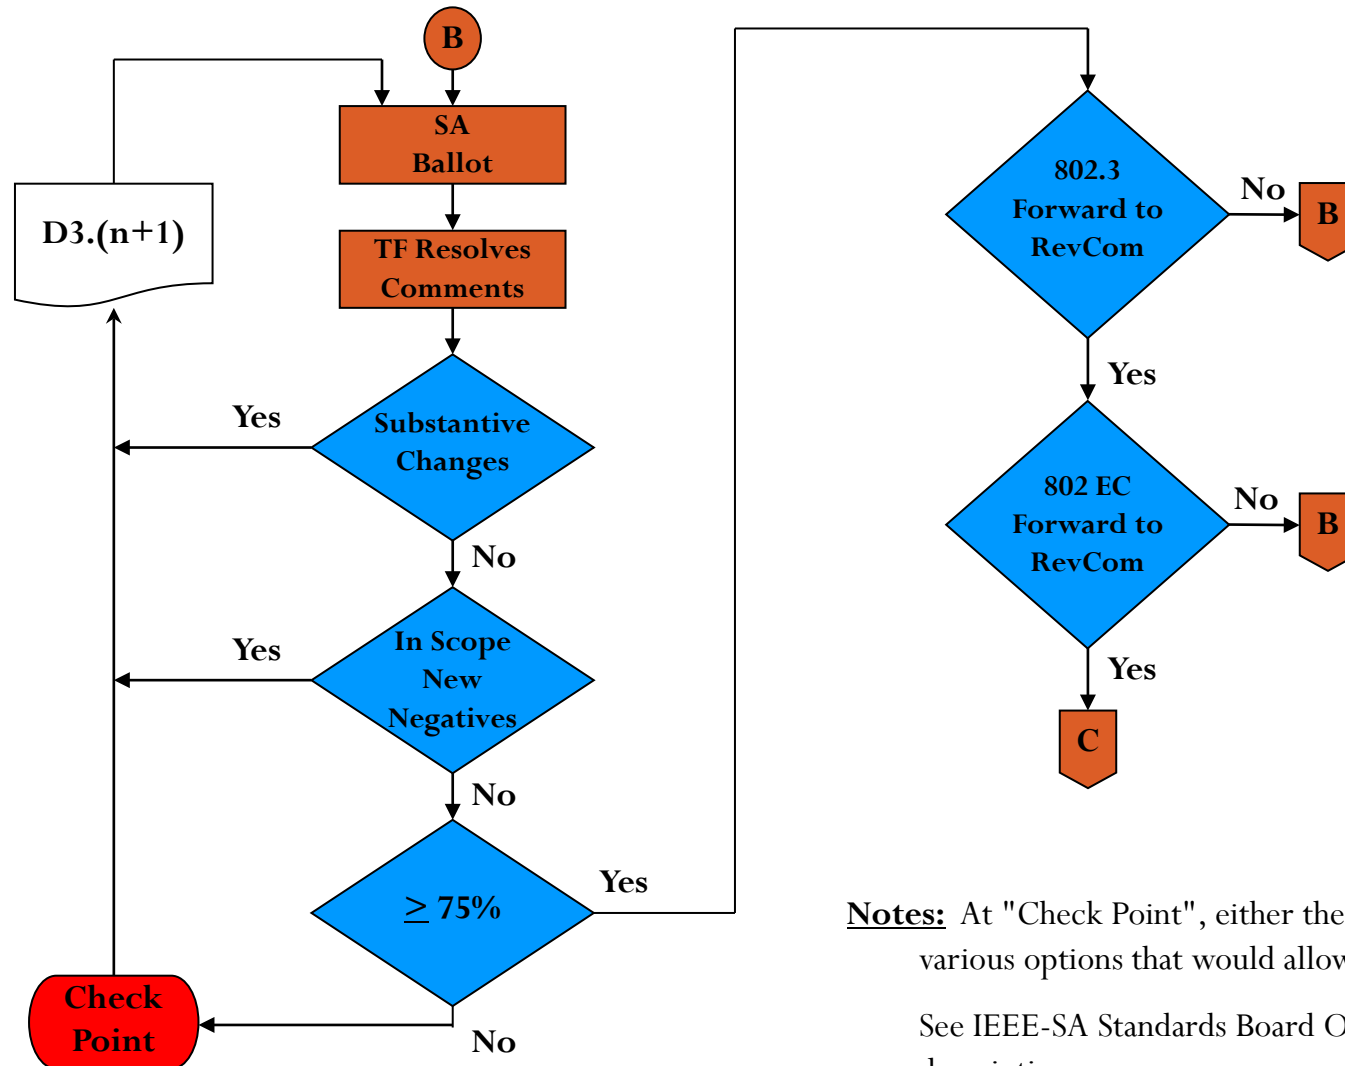 B
SA
Ballot
D3.(n+1)
TF Resolves
Comments
Substantive
Changes
Yes
No
In Scope
New
Negatives
Yes
No
≥ 75%
Yes
No
Check
Point
802.3
Forward to
RevCom
No
B
Yes
802 EC
Forward to
RevCom
No
B
Yes
C
Notes: At "Check Point", either the
various options that would allow
See IEEE-SA Standards Board O